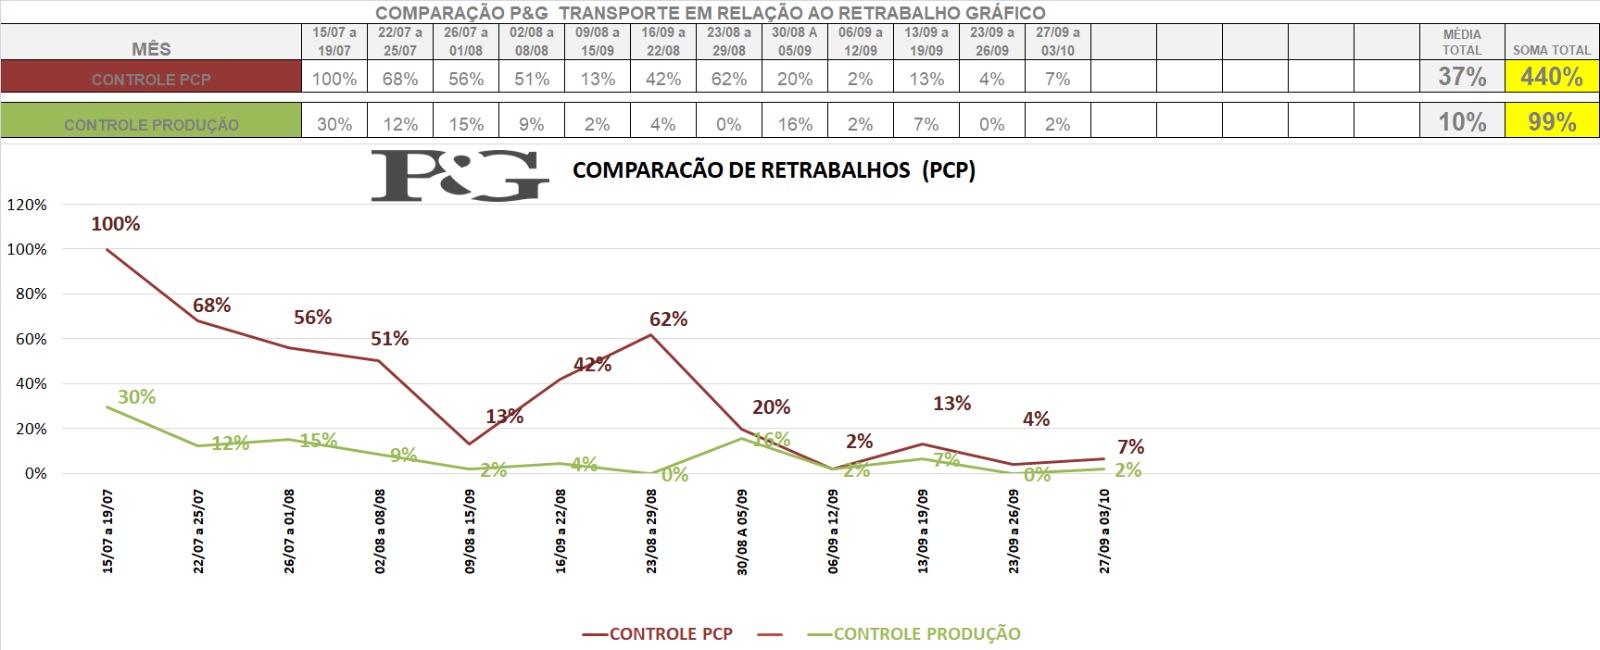 COMPARAÇÃO P&G TRANSPORTE EM RELAÇÃO AO RETRABALHO GRÁFICO
MÊS
15/07 a 19/07
22/07 a 25/07
26/07 a 01/08
02/08 a 08/08
09/08 a 15/09
16/09 a 22/08
23/08 a 29/08
30/08 A 05/09
06/09 a 12/09
13/09 a 19/09
23/09 a 26/09
27/09 a 03/10
MÉDIA TOTAL
SOMA TOTAL
CONTROLE PCP 100% 68% 56% 51% 13% 42% 62% 20% 2% 13% 4% 7% 37% 440%
CONTROLE PRODUÇÃO 30% 12% 15% 9% 2% 4% 0% 16% 2% 7% 0% 2% 10% 99%
P&G COMPARACÃO DE RETRABALHOS (PCP)
120%
100%
80%
60%
40%
20%
0%
100%
68%
56%
51%
13%
42%
62%
20%
2%
13%
4%
7%
30%
12%
15%
9%
2%
4%
0%
16%
2%
7%
0%
2%
15/07 a 19/07
22/07 a 25/07
26/07 a 01/08
02/08 a 08/08
09/08 a 15/09
16/09 a 22/08
23/08 a 29/08
30/08 A 05/09
06/09 a 12/09
13/09 a 19/09
23/09 a 26/09
27/09 a 03/10
CONTROLE PCP
CONTROLE PRODUÇÃO